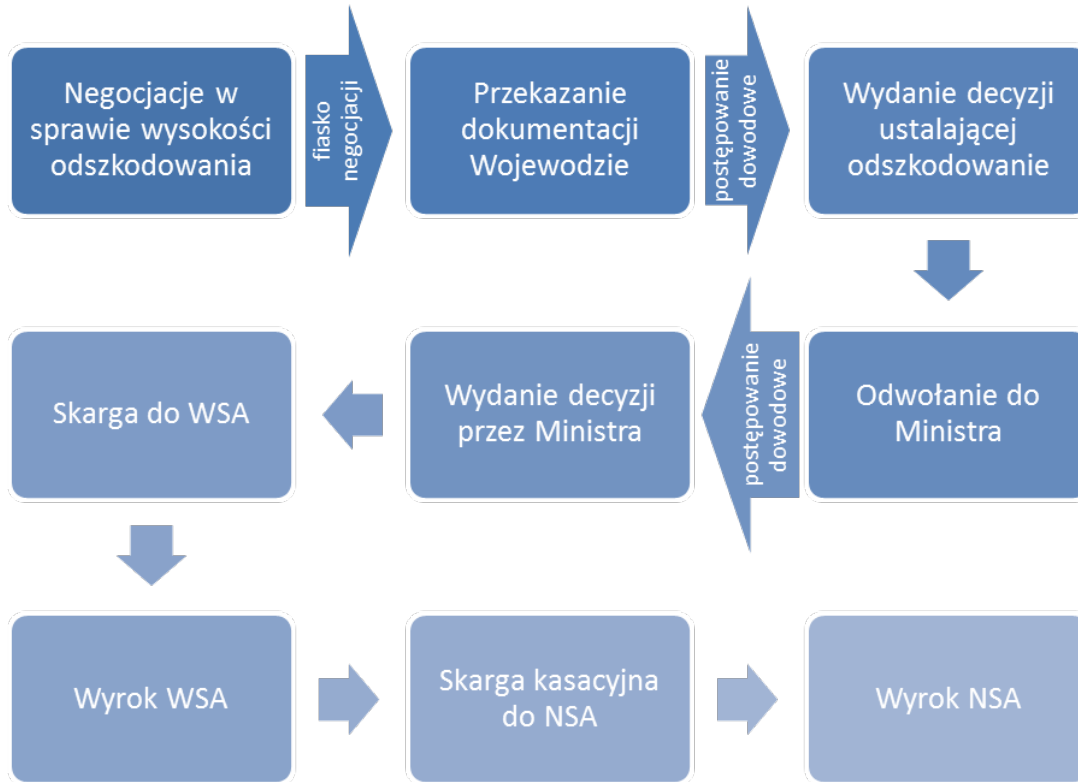 Negocjacje w
sprawie wysokości
odszkodowania
fiasko
negocjacji
Przekazanie
dokumentacji
Wojewodzie
postępowanie
dowodowe
Wydanie decyzji
ustalającej
odszkodowanie
Odwołanie do
Ministra
postępowanie
dowodowe
Wydanie decyzji
przez Ministra
Skarga do WSA
Wyrok WSA
Skarga kasacyjna
do NSA
Wyrok NSA